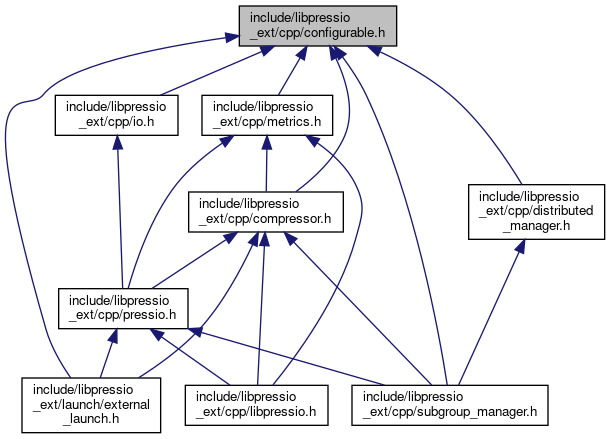 include/libpressio
_ext/cpp/configurable.h
include/libpressio
_ext/cpp/io.h
include/libpressio
_ext/cpp/metrics.h
include/libpressio
_ext/cpp/compressor.h
include/libpressio
_ext/cpp/distributed
_manager.h
include/libpressio
_ext/cpp/pressio.h
include/libpressio
_ext/launch/external
_launch.h
include/libpressio
_ext/cpp/libpressio.h
include/libpressio
_ext/cpp/subgroup_manager.h